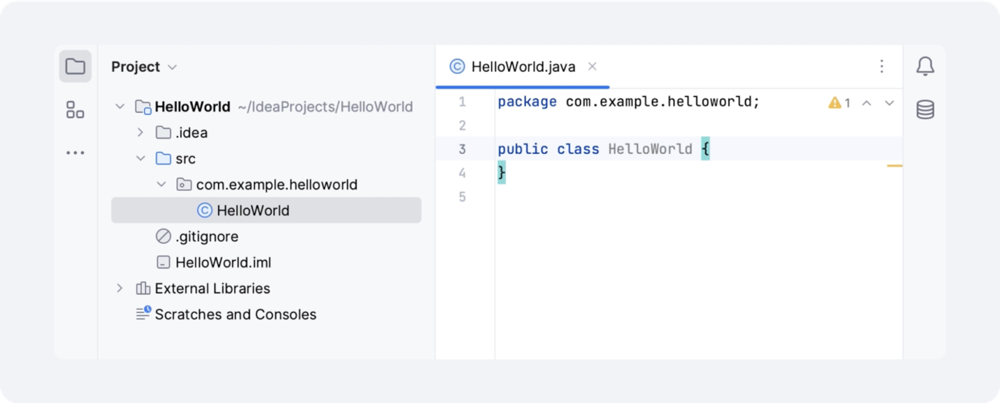 Project
HelloWorld ~/IdeaProjects/HelloWorld
.idea
src
com.example.helloworld
HelloWorld
.gitignore
HelloWorld.iml
External Libraries
Scratches and Consoles
HelloWorld.java
1 package com.example.helloworld; 1
2
3 public class HelloWorld {
4 }
5